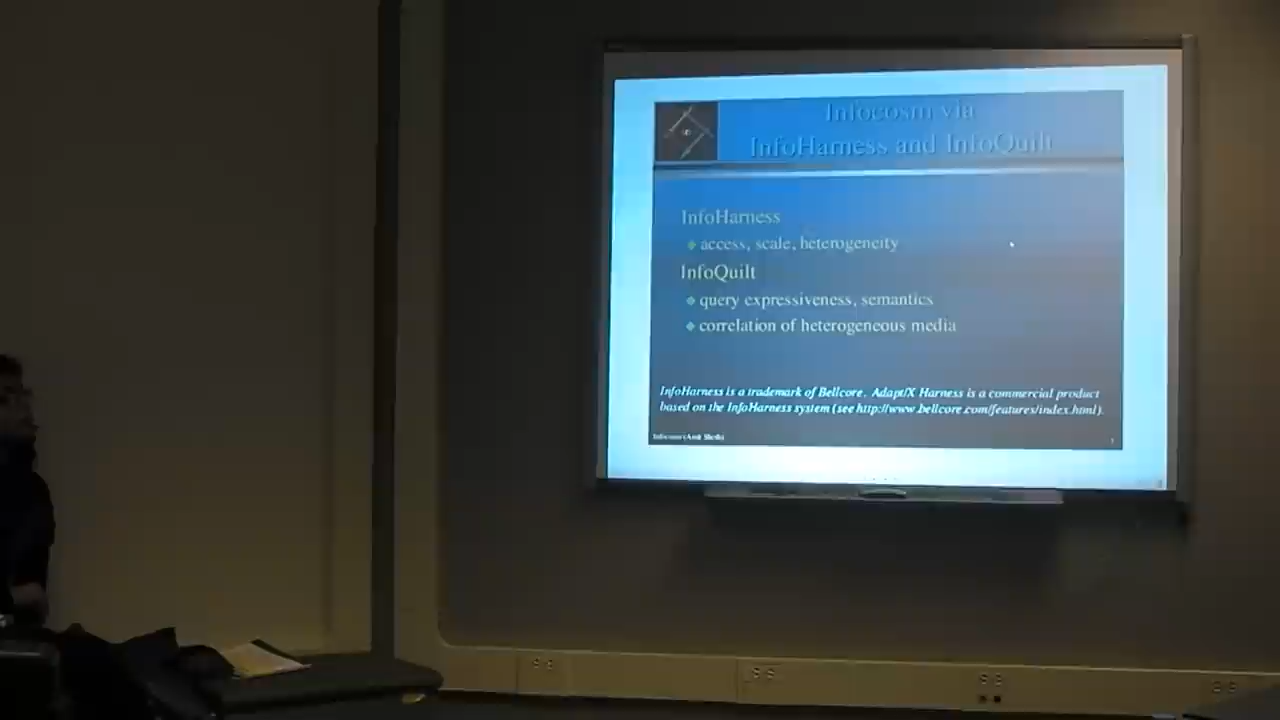 Infocosm via
InfoHarness and InfoQuilt
InfoHarness
access, scale, heterogeneity
InfoQuilt
query expressiveness, semantics
correlation of heterogeneous media
InfoHarness is a trademark of Bellcore. Adapt/X Harness is a commercial product
based on the InfoHarness system (see http://www.bellcore.com/features/index.html).
Infocosm (Amit Sheth)